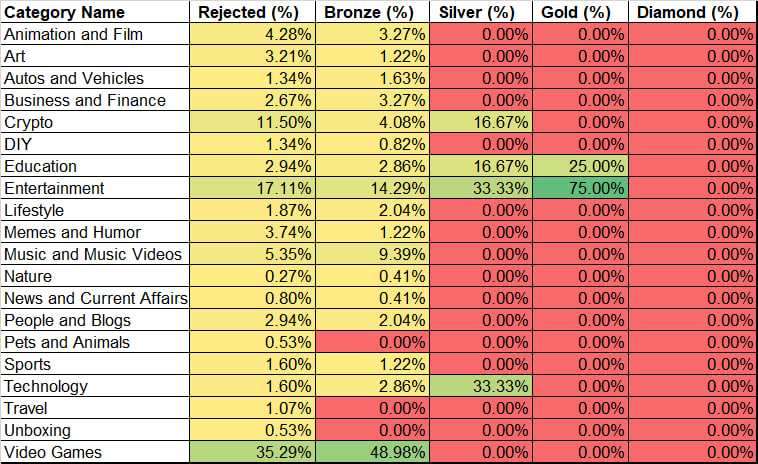 Category Name Rejected (%) Bronze (%) Silver (%) Gold (%) Diamond (%)
Animation and Film 4.28% 3.27% 0.00% 0.00% 0.00%
Art 3.21% 1.22% 0.00% 0.00% 0.00%
Autos and Vehicles 1.34% 1.63% 0.00% 0.00% 0.00%
Business and Finance 2.67% 3.27% 0.00% 0.00% 0.00%
Crypto 11.50% 4.08% 16.67% 0.00% 0.00%
DIY 1.34% 0.82% 0.00% 0.00% 0.00%
Education 2.94% 2.86% 16.67% 25.00% 0.00%
Entertainment 17.11% 14.29% 33.33% 75.00% 0.00%
Lifestyle 1.87% 2.04% 0.00% 0.00% 0.00%
Memes and Humor 3.74% 1.22% 0.00% 0.00% 0.00%
Music and Music Videos 5.35% 9.39% 0.00% 0.00% 0.00%
Nature 0.27% 0.41% 0.00% 0.00% 0.00%
News and Current Affairs 0.80% 0.41% 0.00% 0.00% 0.00%
People and Blogs 2.94% 2.04% 0.00% 0.00% 0.00%
Pets and Animals 0.53% 0.00% 0.00% 0.00% 0.00%
Sports 1.60% 1.22% 0.00% 0.00% 0.00%
Technology 1.60% 2.86% 33.33% 0.00% 0.00%
Travel 1.07% 0.00% 0.00% 0.00% 0.00%
Unboxing 0.53% 0.00% 0.00% 0.00% 0.00%
Video Games 35.29% 48.98% 0.00% 0.00% 0.00%